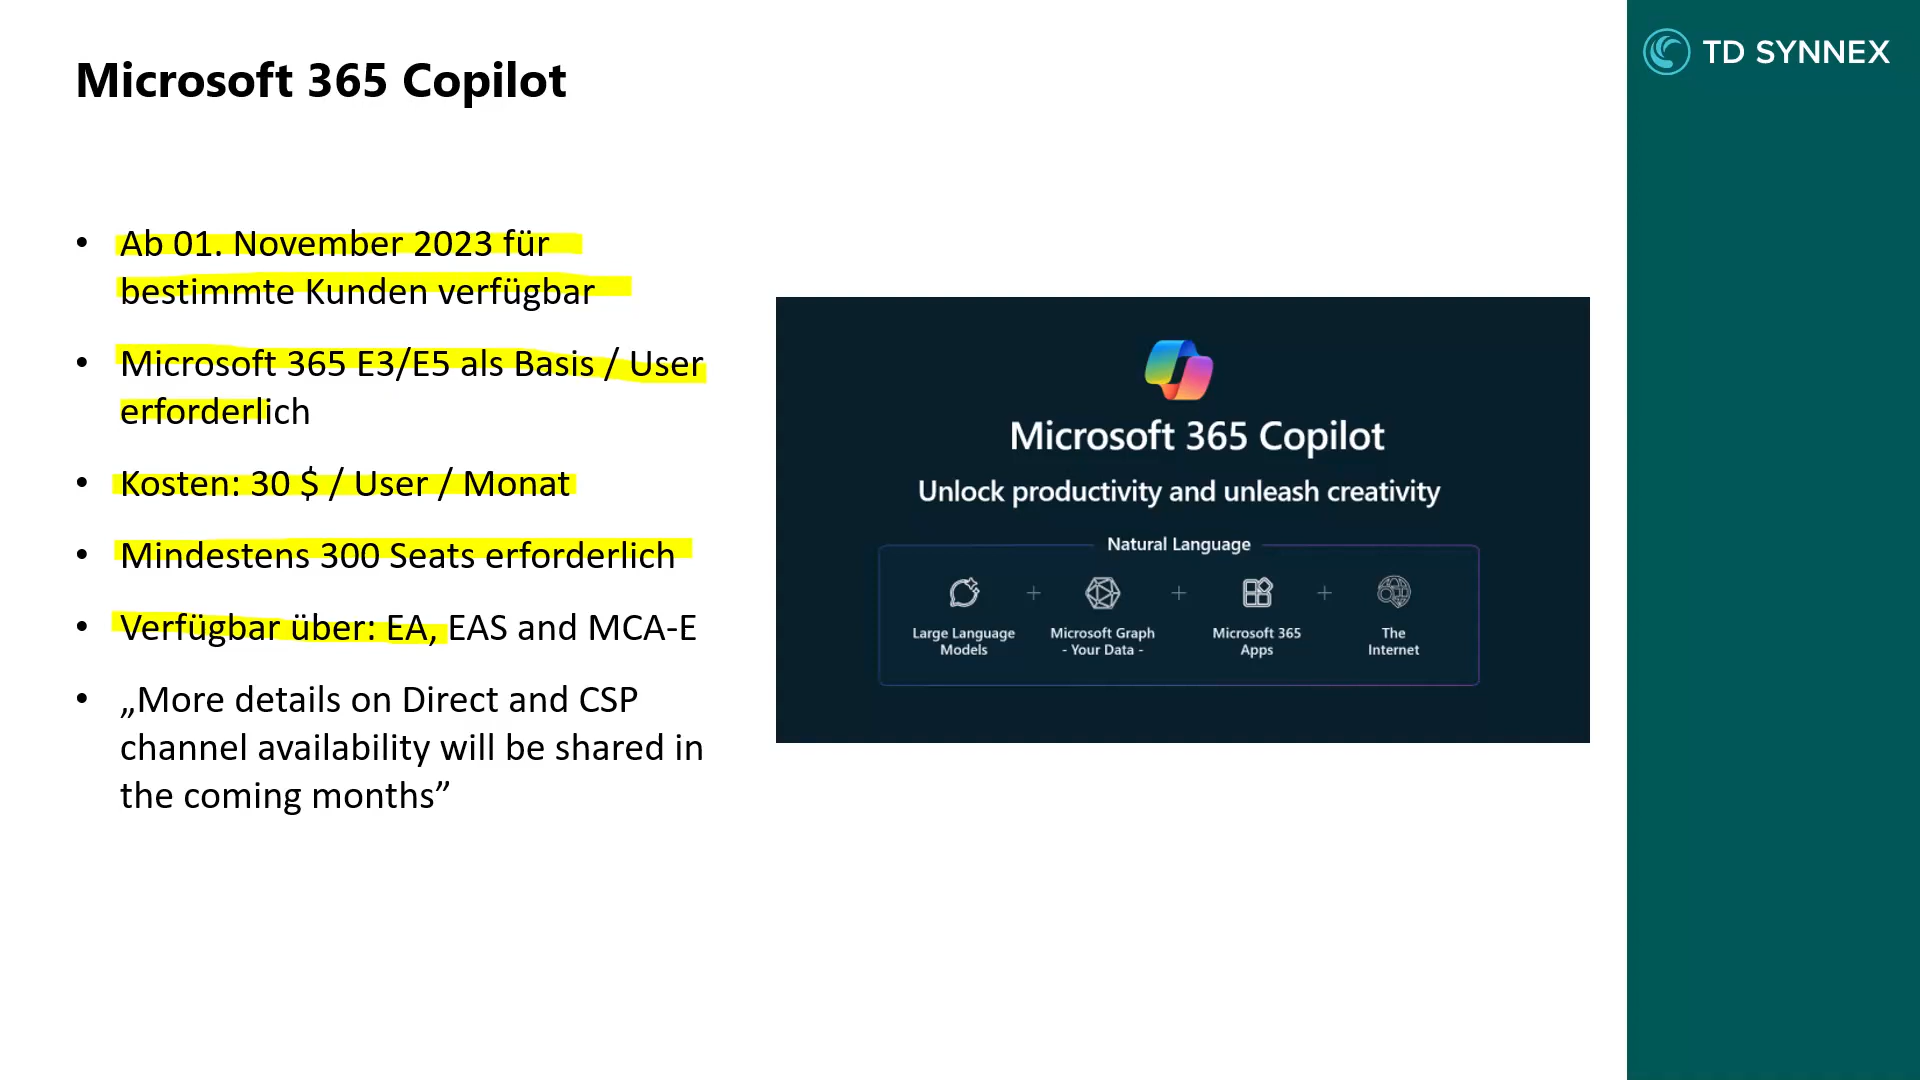 Microsoft 365 Copilot
TD SYNNEX
• Ab 01. November 2023 für
bestimmte Kunden verfügbar
• Microsoft 365 E3/E5 als Basis / User
erforderlich
• Kosten: 30 $ / User / Monat
• Mindestens 300 Seats erforderlich
• Verfügbar über: EA, EAS and MCA-E
• „More details on Direct and CSP
channel availability will be shared in
the coming months”
Microsoft 365 Copilot
Unlock productivity and unleash creativity
Natural Language
Large Language
Models
+
Microsoft Graph
- Your Data -
+
Microsoft 365
Apps
+
The
Internet